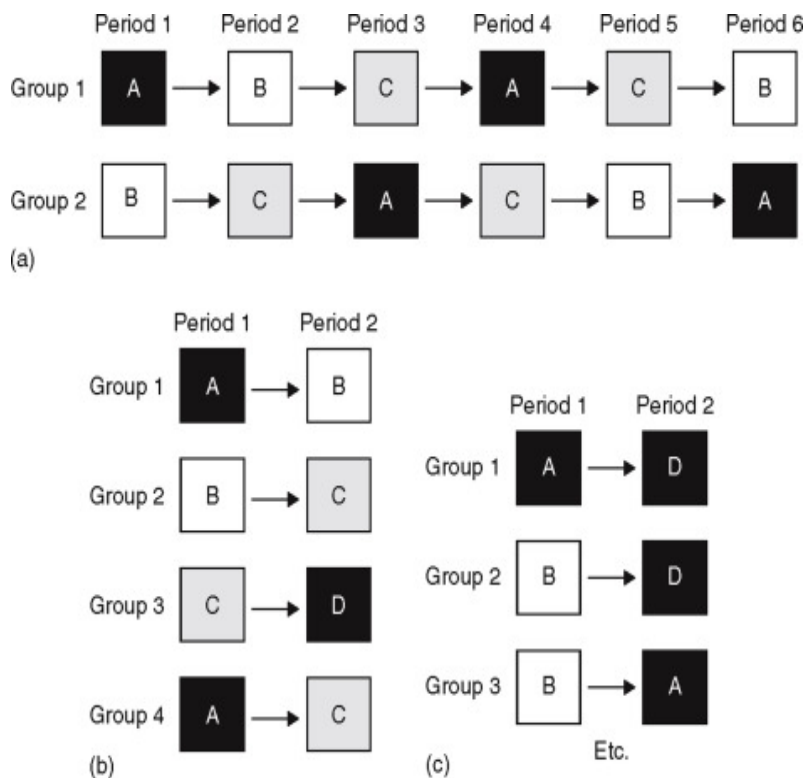 Period 1 Period 2 Period 3 Period 4 Period 5 Period 6
Group 1 A B C A C B
Group 2 B C A C B A
(a)
Period 1 Period 2
Group 1 A B
Group 2 B C
Group 3 C D
Group 4 A C
(b)
Period 1 Period 2
Group 1 A D
Group 2 B D
Group 3 B A
Etc.
(c)